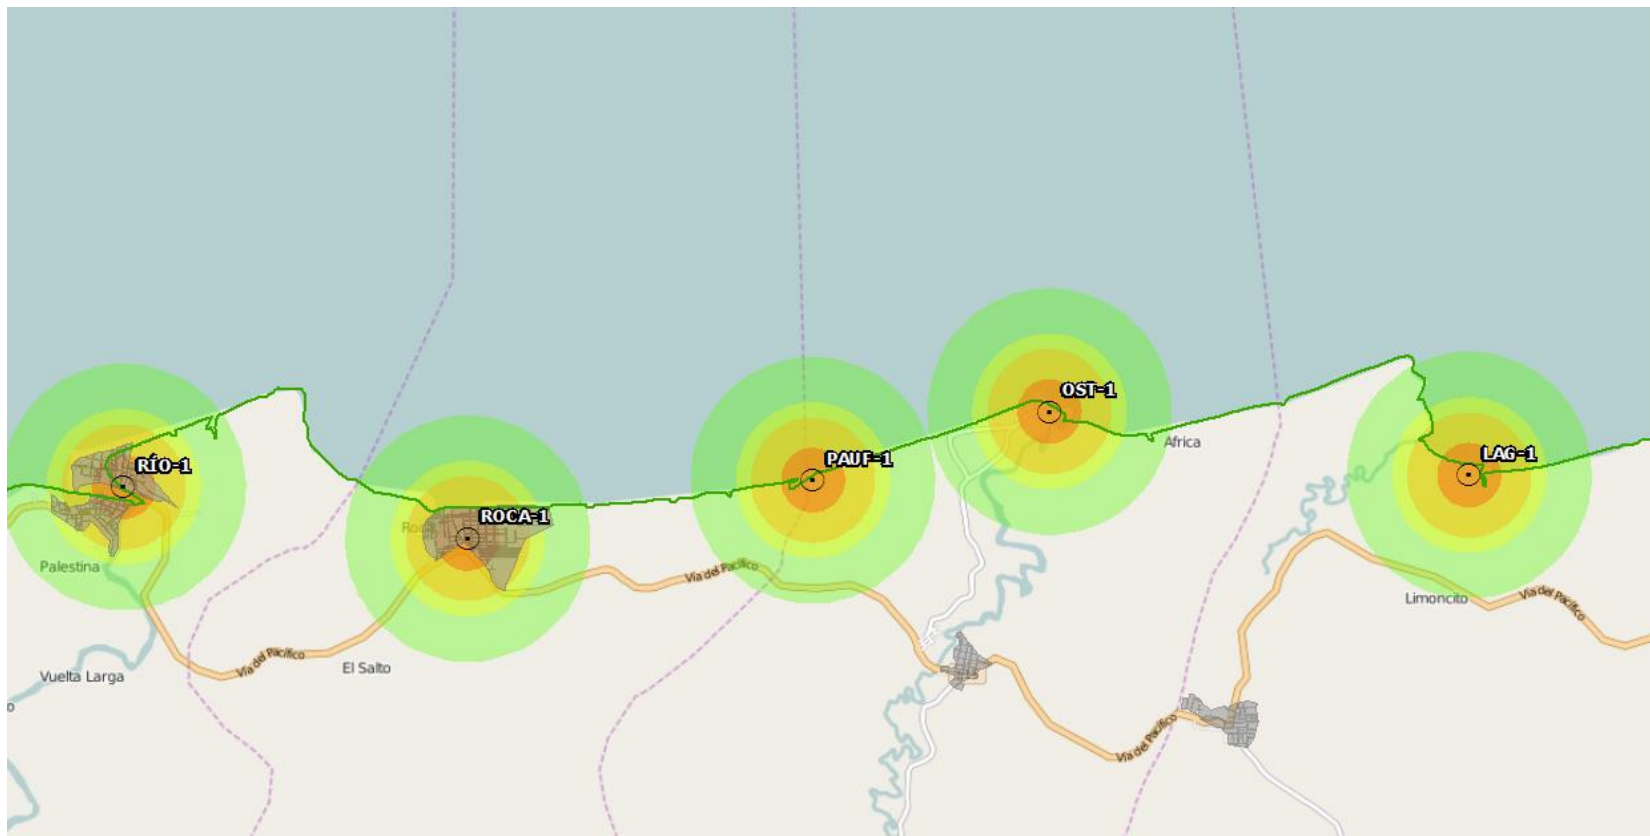 OST-1
Africa
PAUF-1
LAG-1
RÍO-1
ROCA-1
Ro
Palestina
Vía del Pacífico
Limoncito
Vía del Pacífico
Vía del Pacífico
El Salto
Vuelta Larga
o
Vía del Pacífico